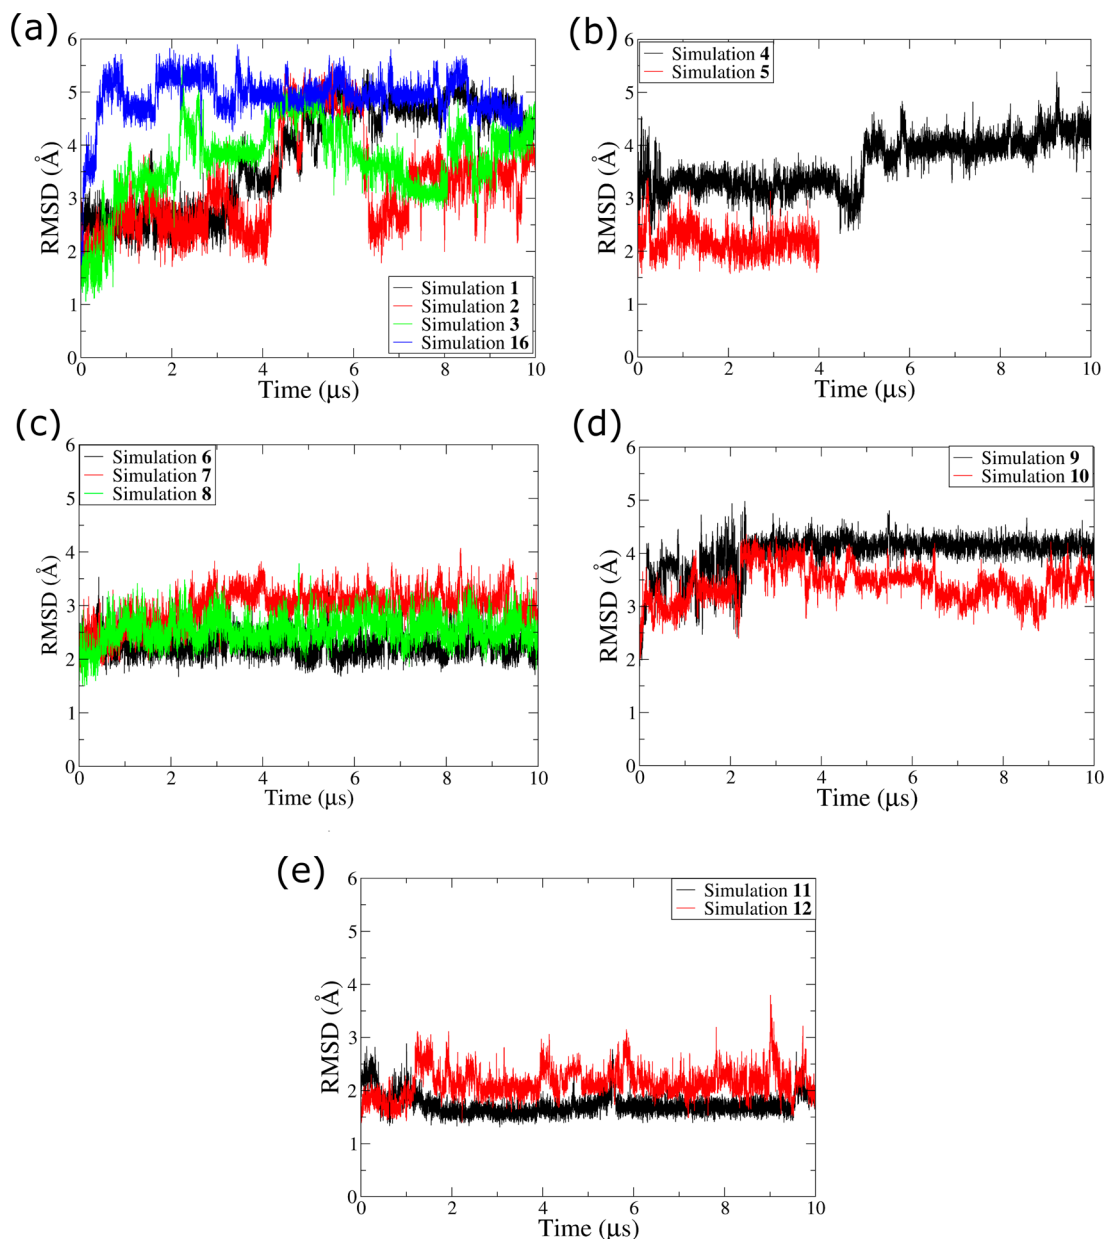 (a)
6
5
4
3
2
1
0
RMSD (Å)
Simulation 1
Simulation 2
Simulation 3
Simulation 16
0 2 4 6 8 10
Time (μs)
(b)
6
5
4
3
2
1
0
RMSD (Å)
Simulation 4
Simulation 5
0 2 4 6 8 10
Time (μs)
(c)
6
5
4
3
2
1
0
RMSD (Å)
Simulation 6
Simulation 7
Simulation 8
0 2 4 6 8 10
Time (μs)
(d)
6
5
4
3
2
1
0
RMSD (Å)
Simulation 9
Simulation 10
0 2 4 6 8 10
Time (μs)
(e)
6
5
4
3
2
1
0
RMSD (Å)
Simulation 11
Simulation 12
0 2 4 6 8 10
Time (μs)